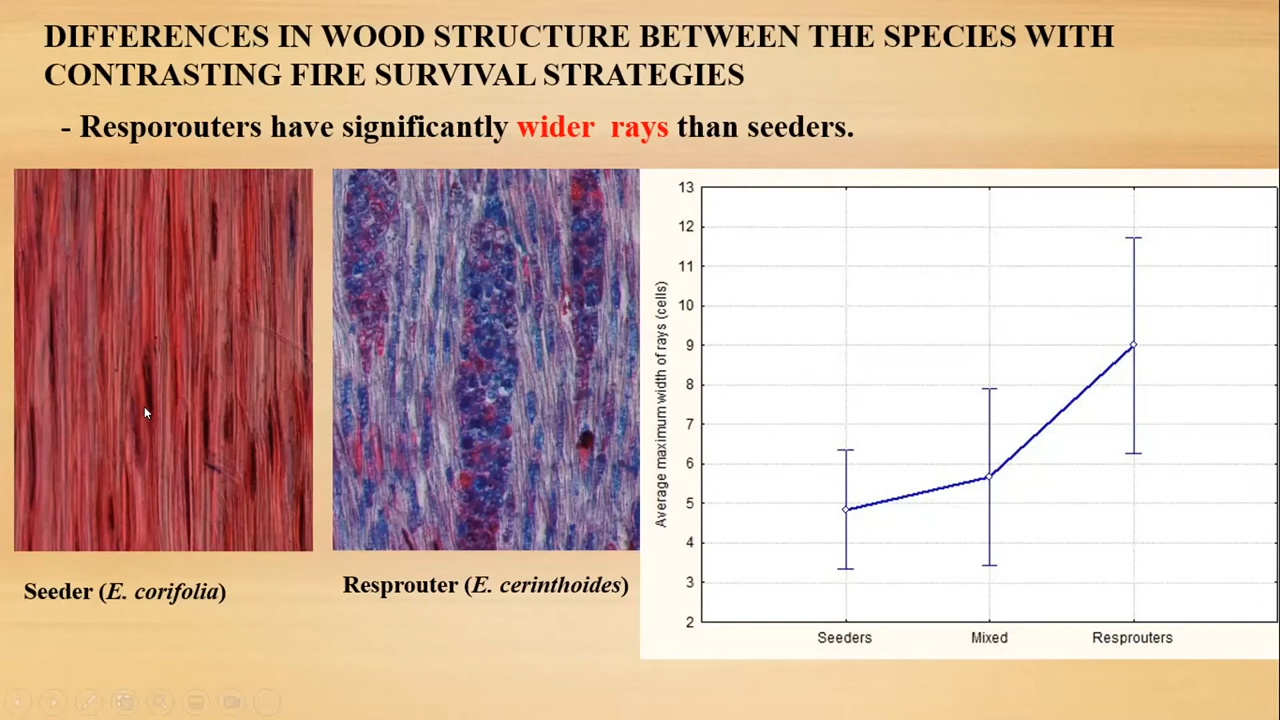 DIFFERENCES IN WOOD STRUCTURE BETWEEN THE SPECIES WITH
CONTRASTING FIRE SURVIVAL STRATEGIES
- Resporouters have significantly wider rays than seeders.
Seeder (E. corifolia)
Resprouter (E. cerinthoides)
Average maximum width of rays (cells)
13
12
11
10
9
8
7
6
5
4
3
2
Seeders Mixed Resprouters